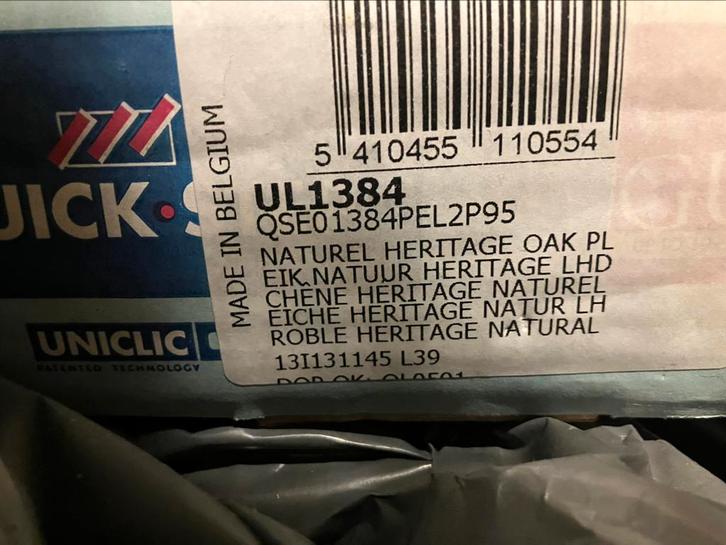 5 410455 110554
UL1384
QSE01384PEL2P95
NATUREL HERITAGE OAK PL
EIK NATUUR HERITAGE LHD
CHÊNE HERITAGE NATUREL
EICHE HERITAGE NATUR LH
ROBLE HERITAGE NATURAL
13I131145 L39
MADE IN BELGIUM
UICK
UNICLIC
PATENTED TECHNOLOGY